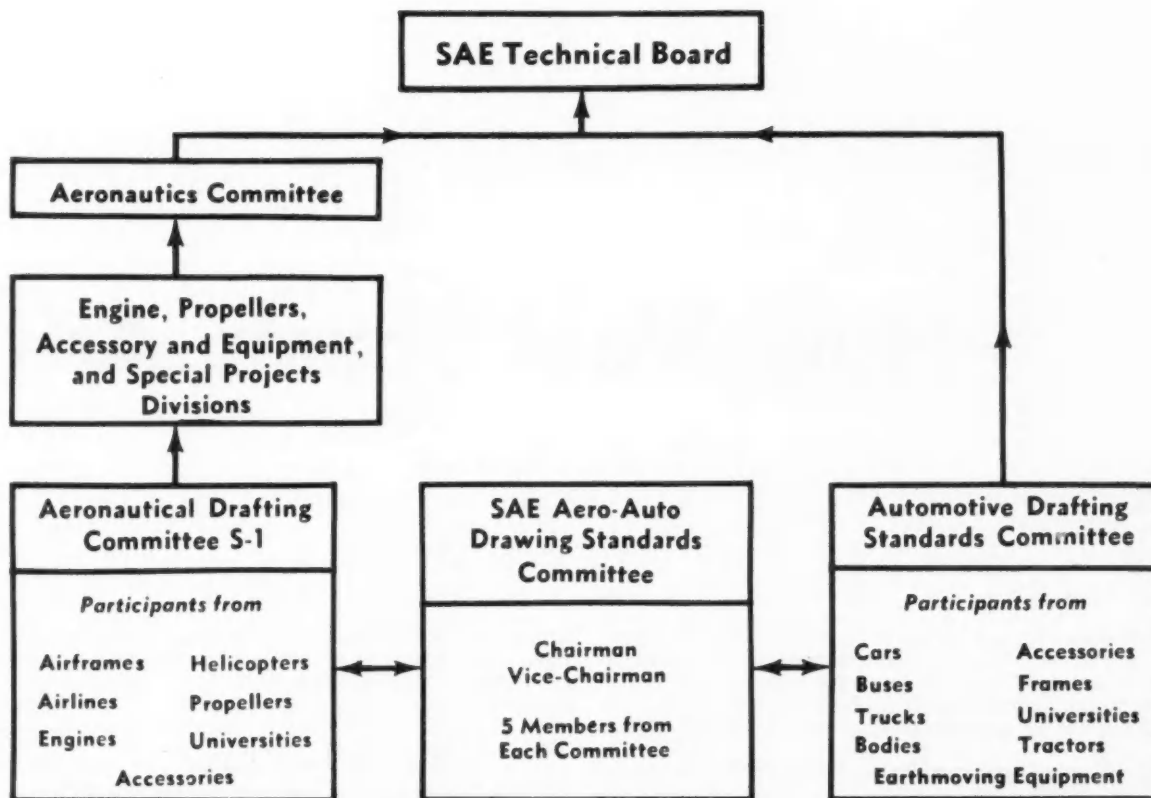 SAE Technical Board
Aeronautics Committee
Engine, Propellers,
Accessory and Equipment,
and Special Projects
Divisions
Aeronautical Drafting
Committee S-1
Participants from
Airframes Helicopters
Airlines Propellers
Engines Universities
Accessories
SAE Aero-Auto
Drawing Standards
Committee
Chairman
Vice-Chairman
5 Members from
Each Committee
Automotive Drafting
Standards Committee
Participants from
Cars Accessories
Buses Frames
Trucks Universities
Bodies Tractors
Earthmoving Equipment